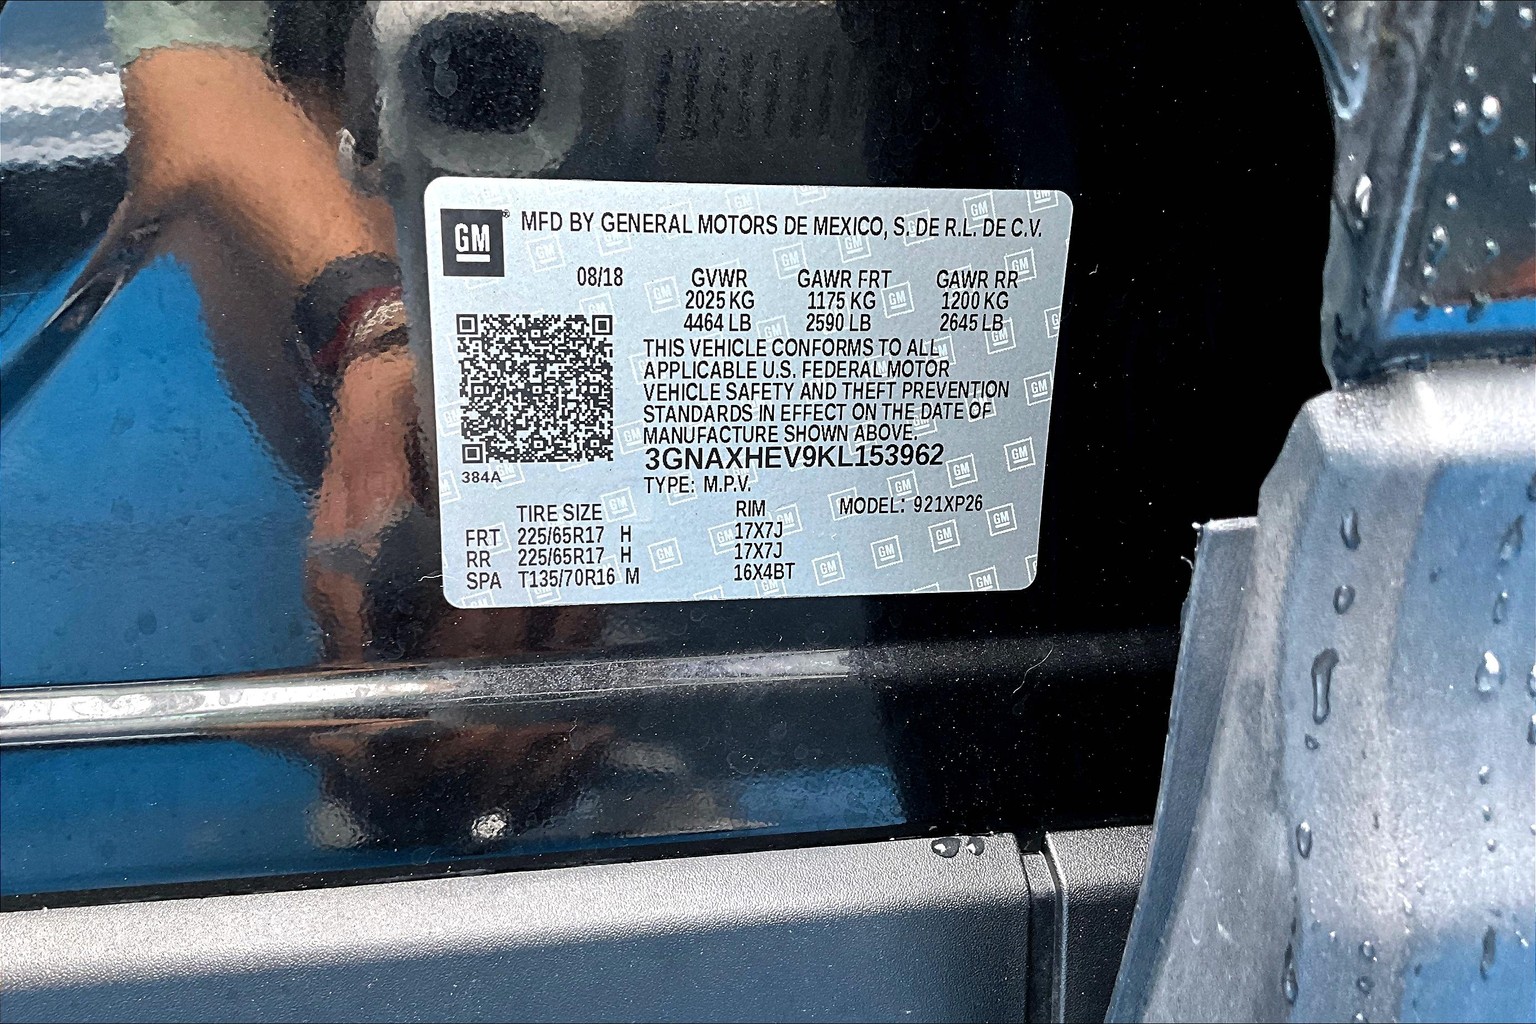 GM® MFD BY GENERAL MOTORS DE MEXICO, S. DE R.L. DE C.V.
08/18 GVWR GAWR FRT GAWR RR
2025 KG 1175 KG 1200 KG
4464 LB 2590 LB 2645 LB
THIS VEHICLE CONFORMS TO ALL
APPLICABLE U.S. FEDERAL MOTOR
VEHICLE SAFETY AND THEFT PREVENTION
STANDARDS IN EFFECT ON THE DATE OF
MANUFACTURE SHOWN ABOVE.
3GNAXHEV9KL153962
384A
TYPE: M.P.V.
TIRE SIZE RIM MODEL: 921XP26
FRT 225/65R17 H 17X7J
RR 225/65R17 H 17X7J
SPA T135/70R16 M 16X4BT